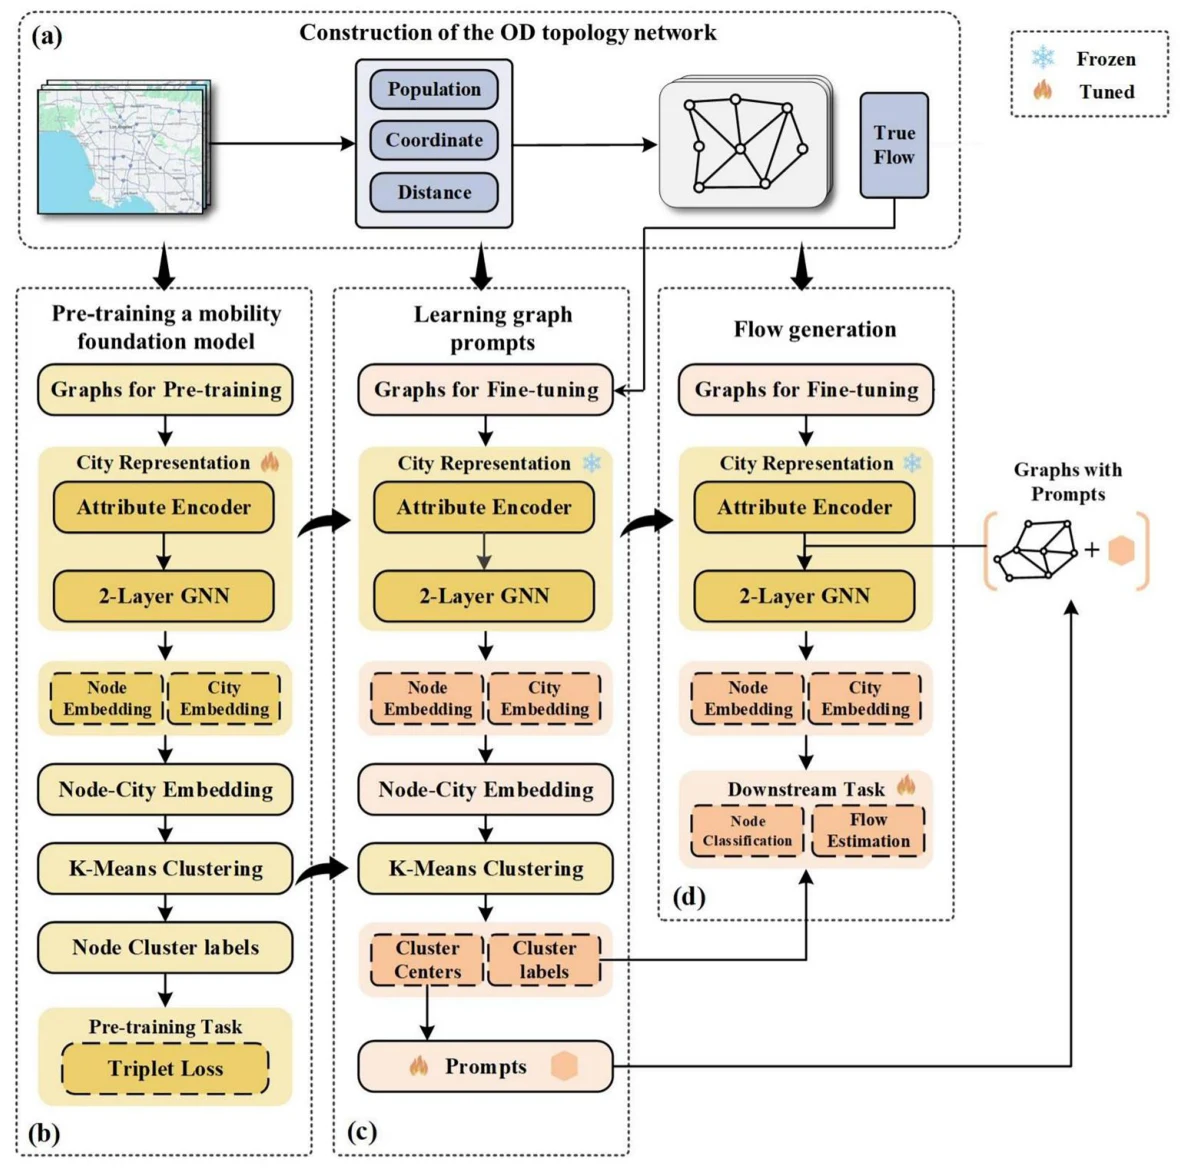 (a)
Construction of the OD topology network
Population
Coordinate
Distance
True
Flow
Frozen
Tuned
Pre-training a mobility
foundation model
Graphs for Pre-training
City Representation
Attribute Encoder
2-Layer GNN
Node
Embedding
City
Embedding
Node-City Embedding
K-Means Clustering
Node Cluster labels
Pre-training Task
Triplet Loss
(b)
Learning graph
prompts
Graphs for Fine-tuning
City Representation
Attribute Encoder
2-Layer GNN
Node
Embedding
City
Embedding
Node-City Embedding
K-Means Clustering
Cluster
Centers
Cluster
labels
Prompts
(c)
Flow generation
Graphs for Fine-tuning
City Representation
Attribute Encoder
2-Layer GNN
Node
Embedding
City
Embedding
Downstream Task
Node
Classification
Flow
Estimation
(d)
Graphs with
Prompts
+